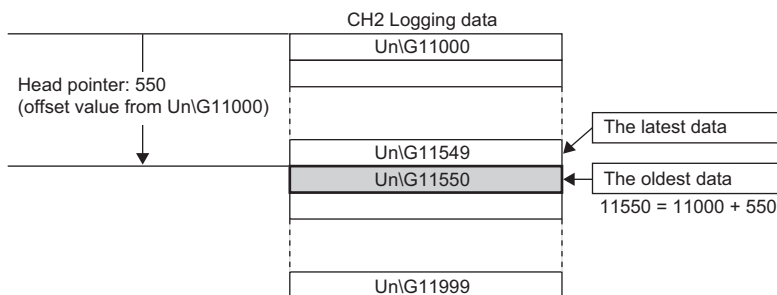 CH2 Logging data
Un\G11000
Head pointer: 550
(offset value from Un\G11000)
The latest data
Un\G11549
Un\G11550
The oldest data
11550 = 11000 + 550
Un\G11999